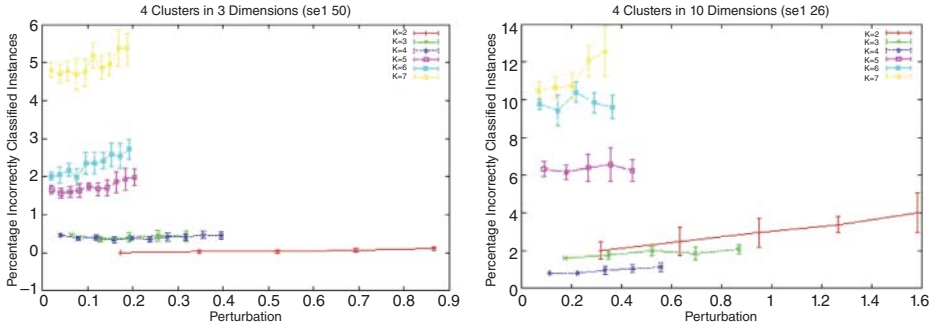 4 Clusters in 3 Dimensions (se1 50)
Percentage Incorrectly Classified Instances
6
5
4
3
2
1
0
−1
K=2
K=3
K=4
K=5
K=6
K=7
0 0.1 0.2 0.3 0.4 0.5 0.6 0.7 0.8 0.9
Perturbation
4 Clusters in 10 Dimensions (se1 26)
Percentage Incorrectly Classified Instances
14
12
10
8
6
4
2
0
K=2
K=3
K=4
K=5
K=6
K=7
0 0.2 0.4 0.6 0.8 1 1.2 1.4 1.6
Perturbation